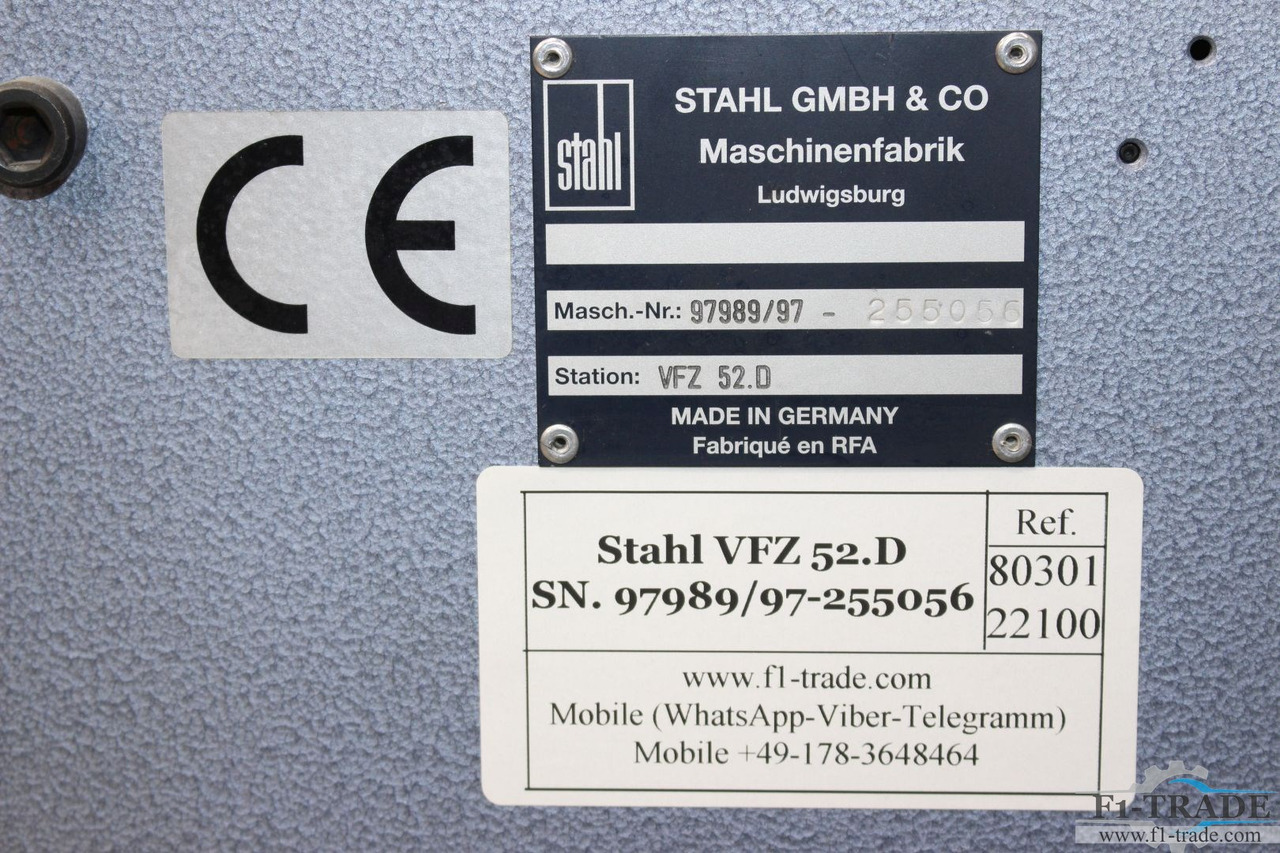 CE
stahl
STAHL GMBH & CO
Maschinenfabrik
Ludwigsburg
Masch.-Nr.: 97989/97 - 255056
Station: VFZ 52.D
MADE IN GERMANY
Fabriqué en RFA
Stahl VFZ 52.D
SN. 97989/97-255056
Ref.
80301
22100
www.f1-trade.com
Mobile (WhatsApp-Viber-Telegramm)
Mobile +49-178-3648464
F1-TRADE
www.f1-trade.com